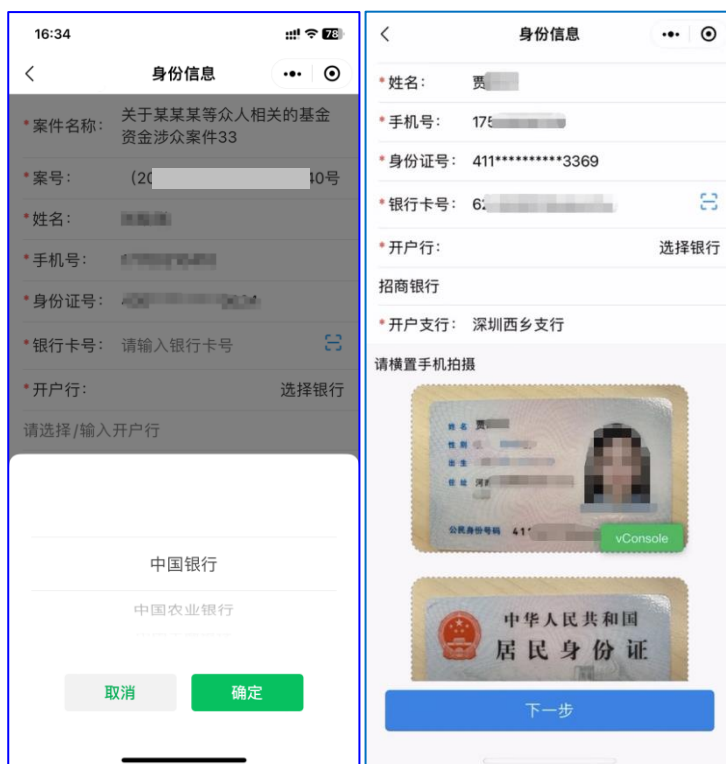 16:34
78
身份信息
*案件名称: 关于某某某等众人相关的基金
资金涉众案件33
*案号: (20 40号
*姓名:
*手机号:
*身份证号:
*银行卡号: 请输入银行卡号
*开户行: 选择银行
请选择/输入开户行
中国银行
中国农业银行
取消 确定
身份信息
*姓名: 贾
*手机号: 175
*身份证号: 411**********3369
*银行卡号: 62
*开户行: 选择银行
招商银行
*开户支行: 深圳西乡支行
请横置手机拍摄
姓名 贾
性别
出生
住址 河南
公民身份号码 411
vConsole
中华人民共和国
居民身份证
下一步